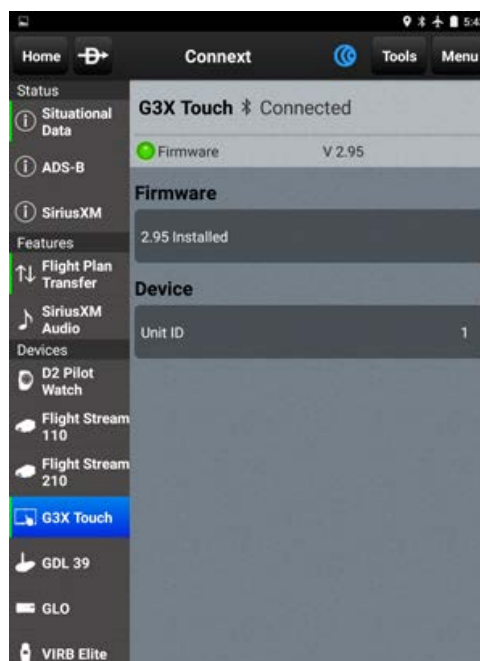 5:4
Home
Connext
Tools
Menu
Status
Situational
Data
ADS-B
SiriusXM
Features
Flight Plan
Transfer
SiriusXM
Audio
Devices
D2 Pilot
Watch
Flight Stream
110
Flight Stream
210
G3X Touch
GDL 39
GLO
VIRB Elite
G3X Touch Connected
Firmware V 2.95
Firmware
2.95 Installed
Device
Unit ID 1